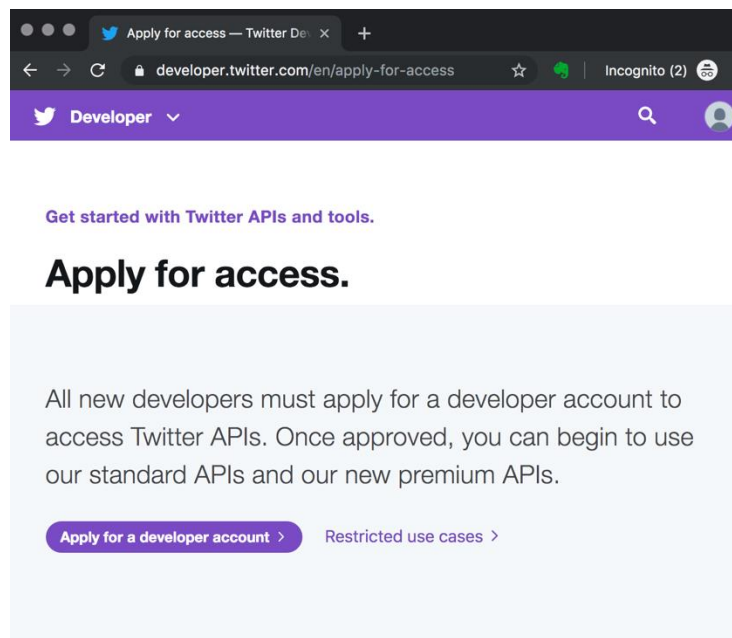 Apply for access — Twitter De
developer.twitter.com/en/apply-for-access
Incognito (2)
Developer
Get started with Twitter APIs and tools.
Apply for access.
All new developers must apply for a developer account to
access Twitter APIs. Once approved, you can begin to use
our standard APIs and our new premium APIs.
Apply for a developer account
Restricted use cases